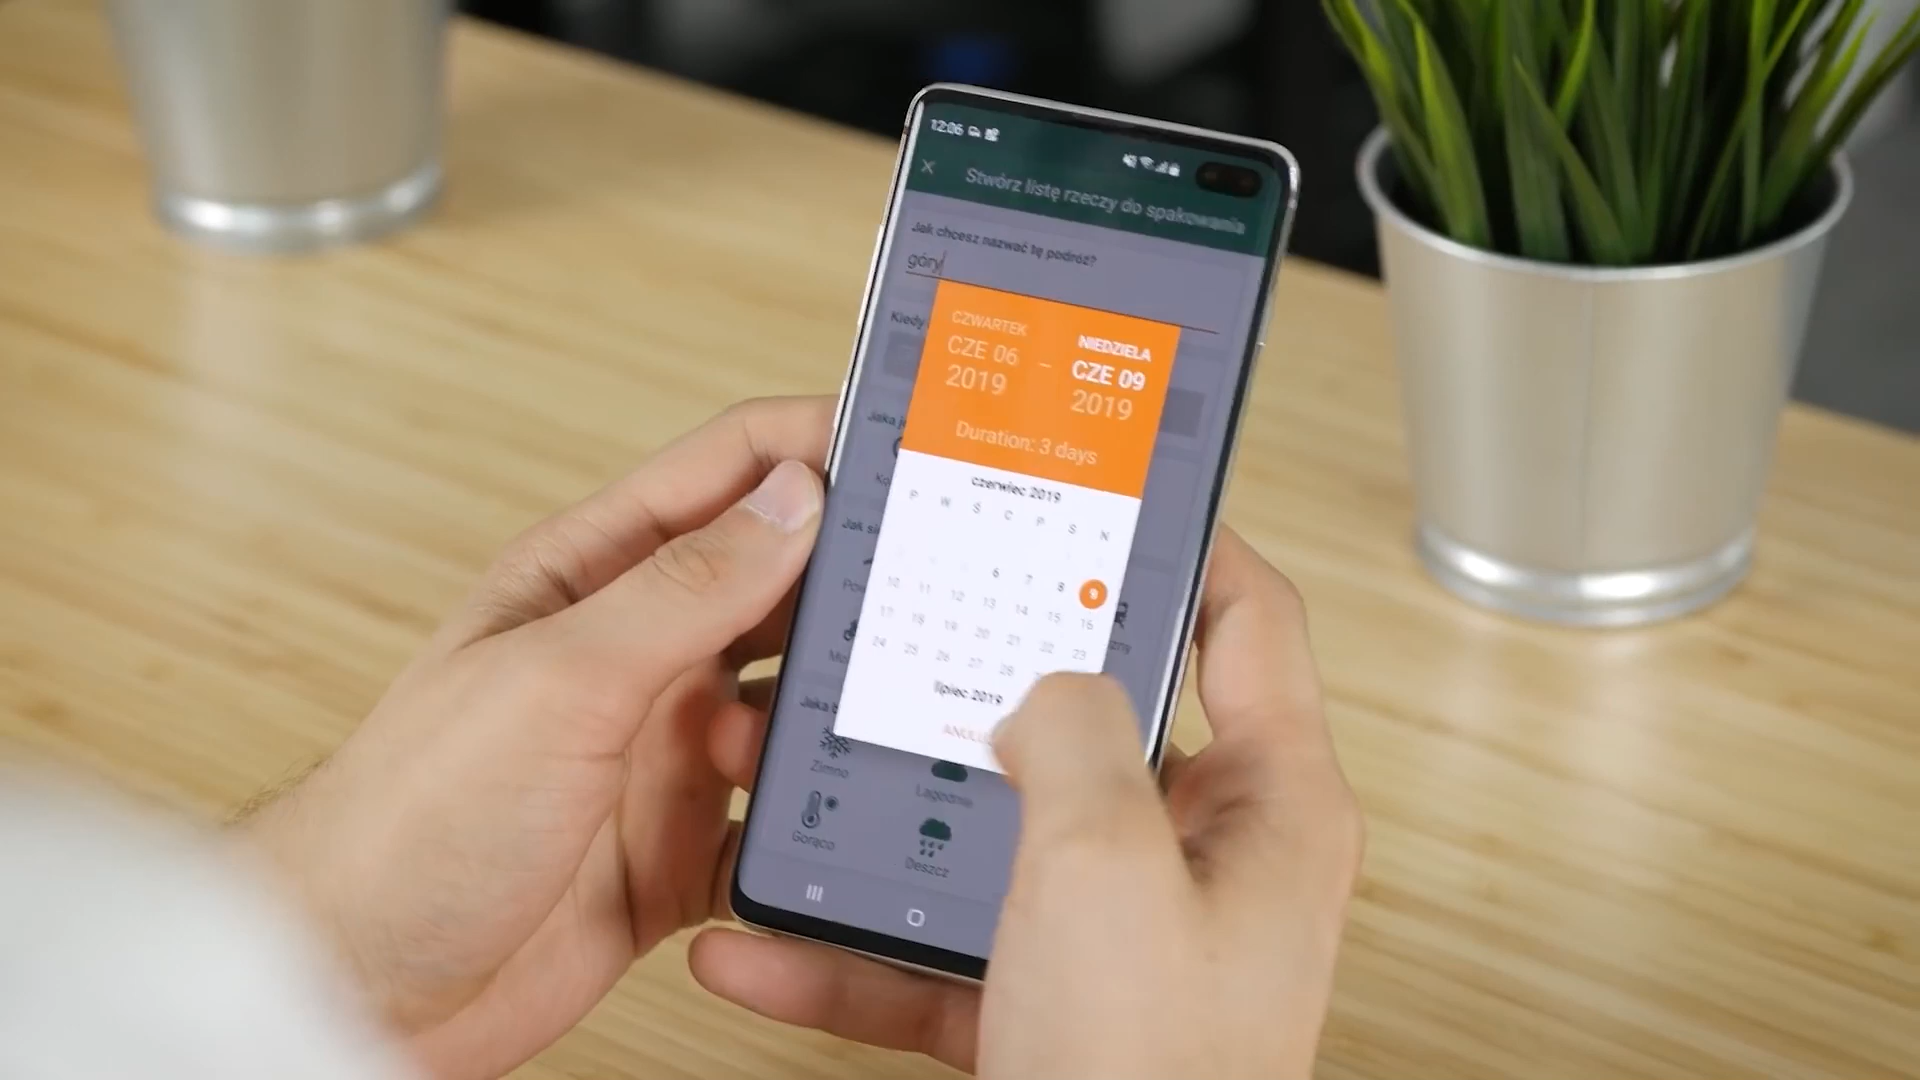 12:06
Stwórz listę rzeczy do spakowania
Jak chcesz nazwać tę podróż?
góry
Kiedy
CZWARTEK
CZE 06
2019
–
NIEDZIELA
CZE 09
2019
Duration: 3 days
Jaka
czerwiec 2019
P W Ś C P S N
6 7 8 9
10 11 12 13 14 15 16
17 18 19 20 21 22 23
24 25 26 27 28
lipiec 2019
Zimno
Łagodnie
Gorąco
Deszcz